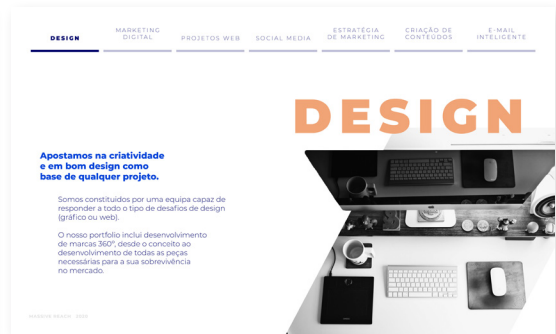 DESIGN
MARKETING
DIGITAL
PROJETOS WEB
SOCIAL MEDIA
ESTRATÉGIA
DE MARKETING
CRIAÇÃO DE
CONTEÚDOS
E-MAIL
INTELIGENTE
DESIGN
Apostamos na criatividade
e em bom design como
base de qualquer projeto.
Somos constituidos por uma equipa capaz de
responder a todo o tipo de desafios de design
(gráfico ou web).
O nosso portfolio inclui desenvolvimento
de marcas 360º, desde o conceito ao
desenvolvimento de todas as peças
necessárias para a sua sobrevivência
no mercado.